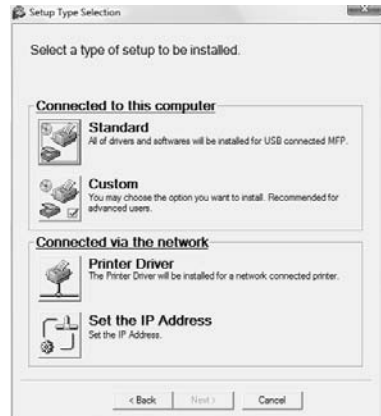 Setup Type Selection
Select a type of setup to be installed.
Connected to this computer
Standard
All of drivers and softwares will be installed for USB connected MFP.
Custom
You may choose the option you want to install. Recommended for
advanced users.
Connected via the network
Printer Driver
The Printer Driver will be installed for a network connected printer.
Set the IP Address
Set the IP Address.
< Back
Next >
Cancel